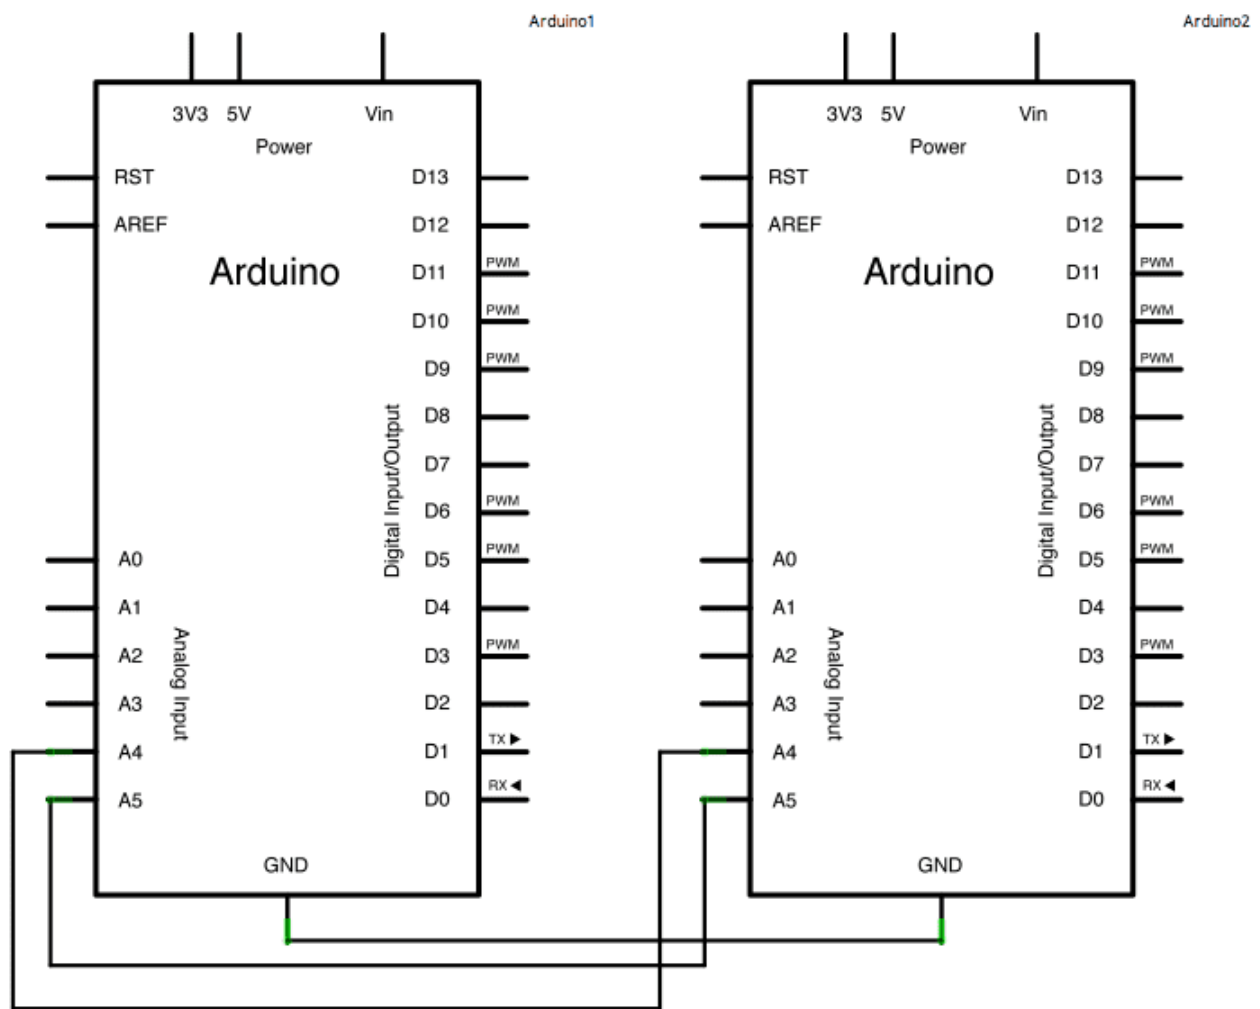 Arduino1
3V3 5V Vin
Power
RST
AREF
Arduino
D13
D12
D11 PWM
D10 PWM
D9 PWM
D8
D7
D6 PWM
D5 PWM
D4
D3 PWM
D2
D1 TX
D0 RX
Digital Input/Output
A0
A1
A2
A3
A4
A5
Analog Input
GND
Arduino2
3V3 5V Vin
Power
RST
AREF
Arduino
D13
D12
D11 PWM
D10 PWM
D9 PWM
D8
D7
D6 PWM
D5 PWM
D4
D3 PWM
D2
D1 TX
D0 RX
Digital Input/Output
A0
A1
A2
A3
A4
A5
Analog Input
GND